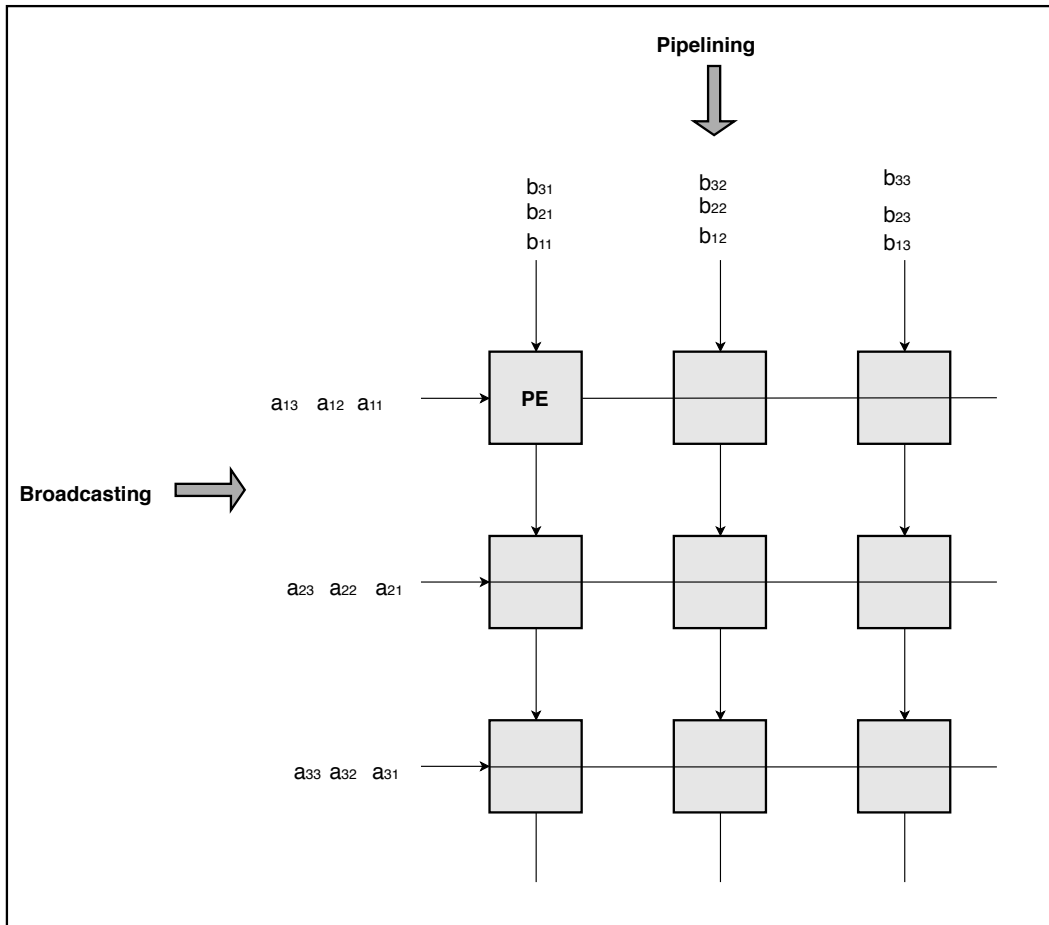 Pipelining
b31 b32 b33
b21 b22 b23
b11 b12 b13
a13 a12 a11 PE
Broadcasting
a23 a22 a21
a33 a32 a31